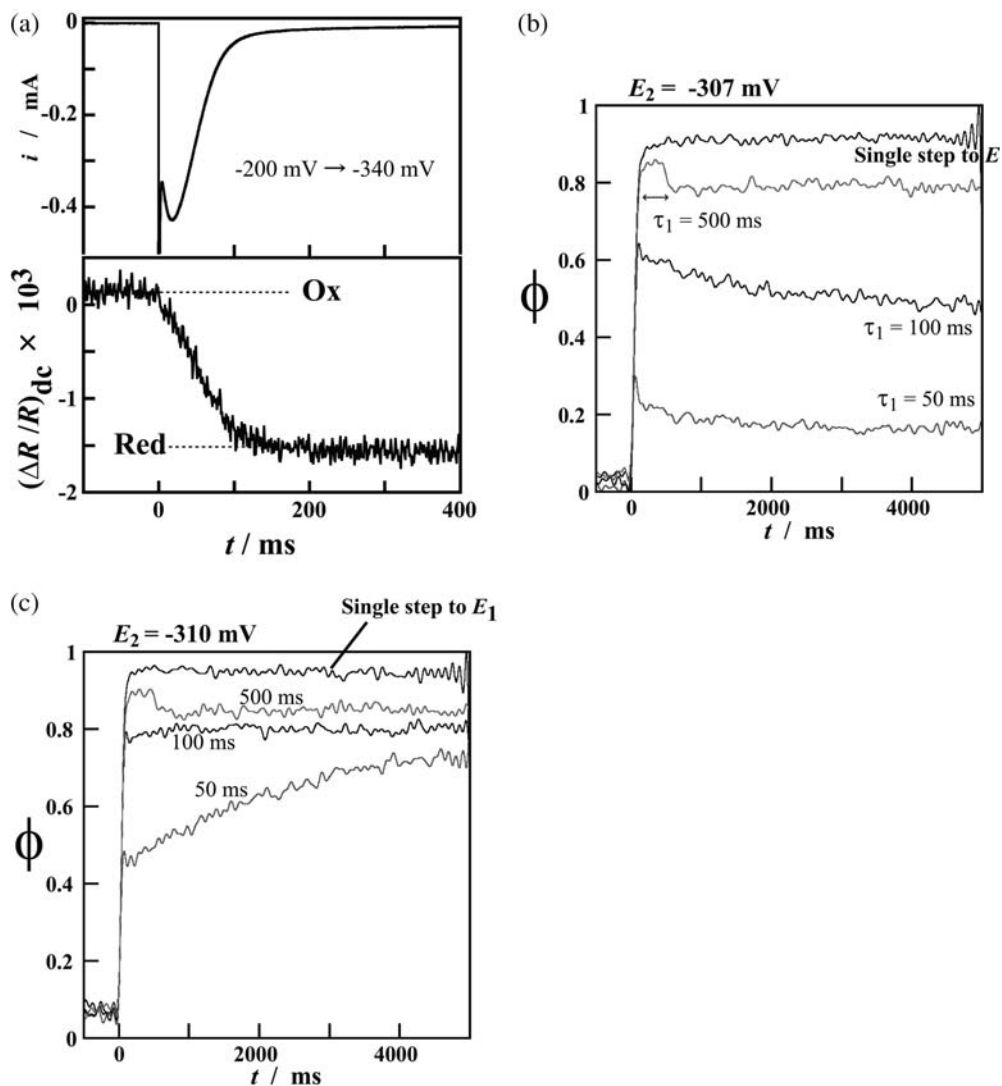 (a)
0
-0.2
-0.4
i / mA
-200 mV → -340 mV
0
-1
-2
(ΔR /R)dc × 10³
Ox
Red
0 100 200 300 400
t / ms
(b)
E2 = -307 mV
1
0.8
0.6
0.4
0.2
0
ϕ
Single step to E
τ1 = 500 ms
τ1 = 100 ms
τ1 = 50 ms
0 2000 4000
t / ms
(c)
Single step to E1
E2 = -310 mV
1
0.8
0.6
0.4
0.2
0
ϕ
500 ms
100 ms
50 ms
0 2000 4000
t / ms